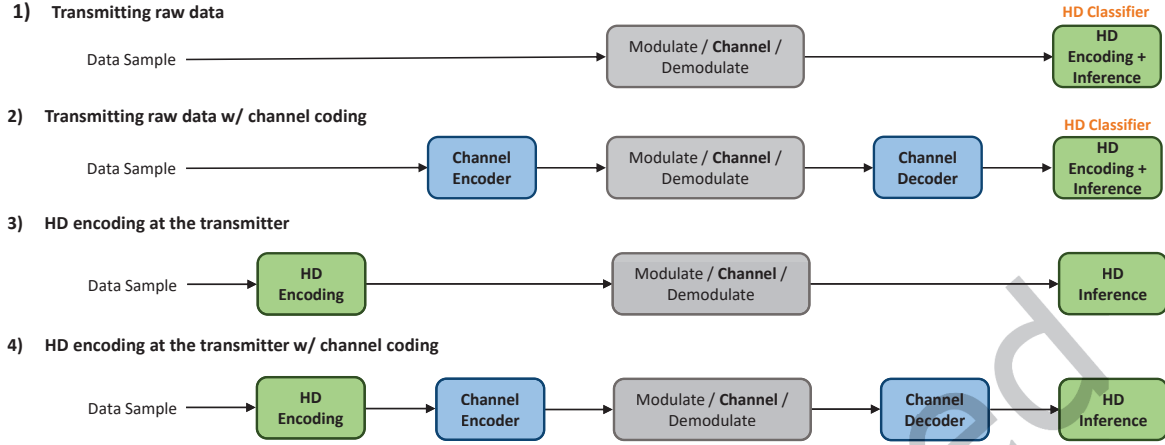 1) Transmitting raw data
HD Classifier
Data Sample
Modulate / Channel /
Demodulate
HD
Encoding +
Inference
2) Transmitting raw data w/ channel coding
HD Classifier
Data Sample
Channel
Encoder
Modulate / Channel /
Demodulate
Channel
Decoder
HD
Encoding +
Inference
3) HD encoding at the transmitter
Data Sample
HD
Encoding
Modulate / Channel /
Demodulate
HD
Inference
4) HD encoding at the transmitter w/ channel coding
Data Sample
HD
Encoding
Channel
Encoder
Modulate / Channel /
Demodulate
Channel
Decoder
HD
Inference
ed